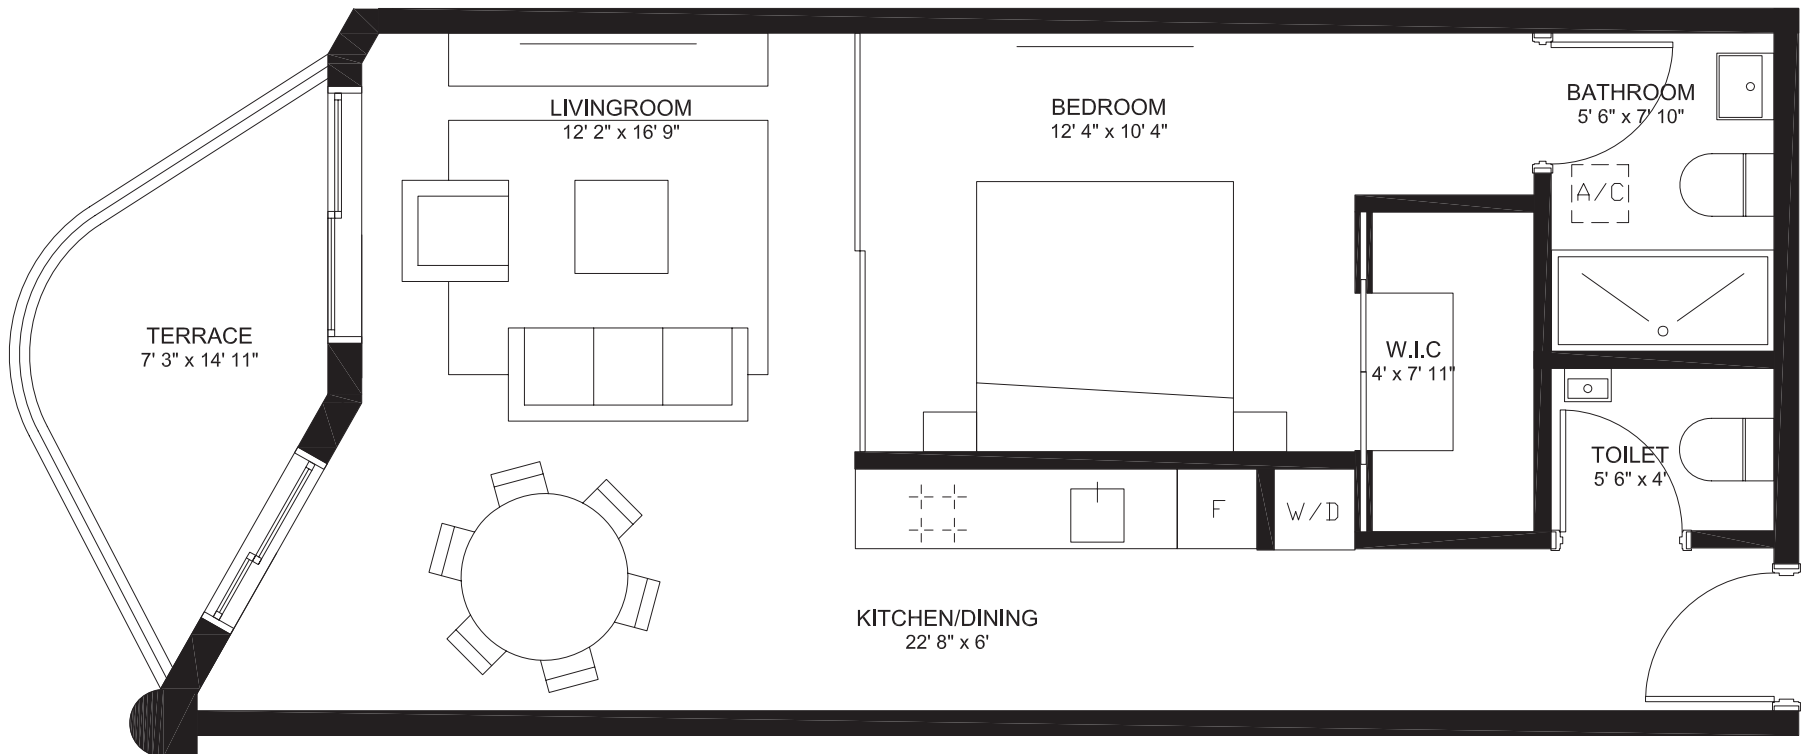 LIVINGROOM
12' 2" x 16' 9"
BEDROOM
12' 4" x 10' 4"
BATHROOM
5' 6" x 7' 10"
A/C
TERRACE
7' 3" x 14' 11"
W.I.C
4' x 7' 11"
TOILET
5' 6" x 4'
F
W/D
KITCHEN/DINING
22' 8" x 6'